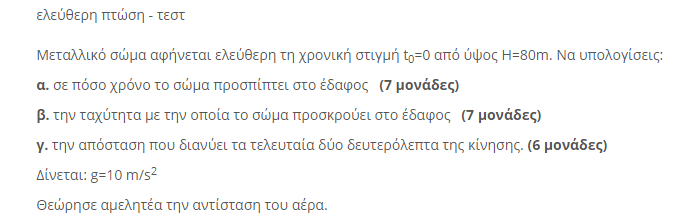 ελεύθερη πτώση - τεστ
Μεταλλικό σώμα αφήνεται ελεύθερη τη χρονική στιγμή t₀=0 από ύψος H=80m. Να υπολογίσεις:
α. σε πόσο χρόνο το σώμα προσπίπτει στο έδαφος (7 μονάδες)
β. την ταχύτητα με την οποία το σώμα προσκρούει στο έδαφος (7 μονάδες)
γ. την απόσταση που διανύει τα τελευταία δύο δευτερόλεπτα της κίνησης. (6 μονάδες)
Δίνεται: g=10 m/s²
Θεώρησε αμελητέα την αντίσταση του αέρα.